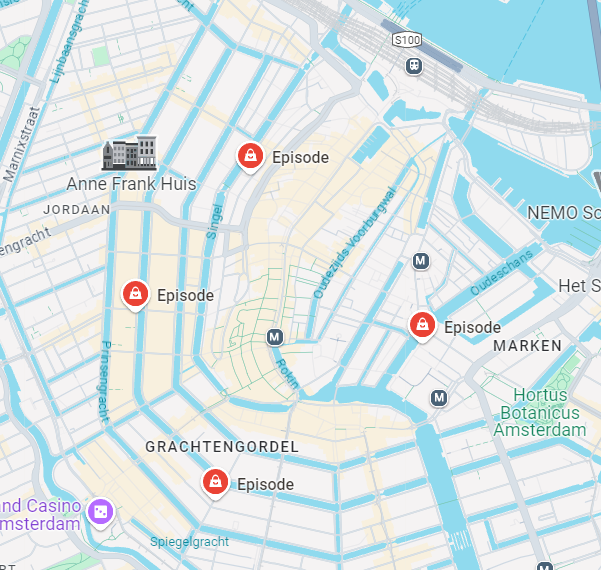 S100
Lijnbaansgracht
Marnixstraat
Episode
Anne Frank Huis
JORDAAN
NEMO Sc
Singel
Oudezijds Voorburgwal
engracht
M
Oudeschans
Het S
Episode
Episode
MARKEN
M
Prinsengracht
Rokin
M
Hortus
Botanicus
Amsterdam
GRACHTENGORDEL
Episode
and Casino
msterdam
Spiegelgracht
M